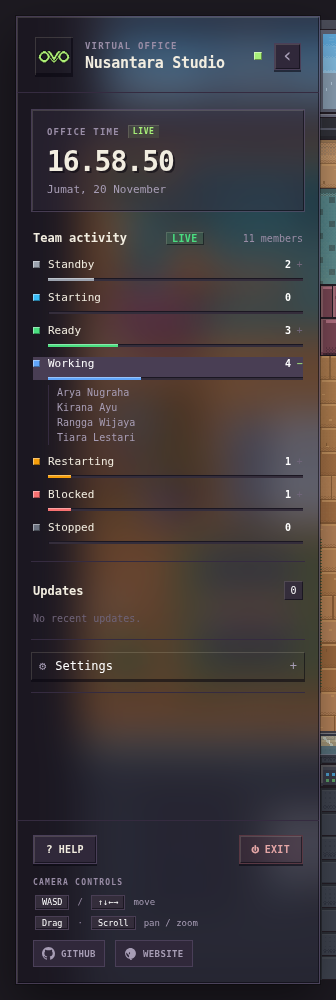 VIRTUAL OFFICE
Nusantara Studio
OFFICE TIME LIVE
16.58.50
Jumat, 20 November
Team activity LIVE 11 members
Standby 2 +
Starting 0
Ready 3 +
Working 4 −
Arya Nugraha
Kirana Ayu
Rangga Wijaya
Tiara Lestari
Restarting 1 +
Blocked 1 +
Stopped 0
Updates 0
No recent updates.
Settings +
? HELP EXIT
CAMERA CONTROLS
WASD / ↑↓←→ move
Drag · Scroll pan / zoom
GITHUB WEBSITE